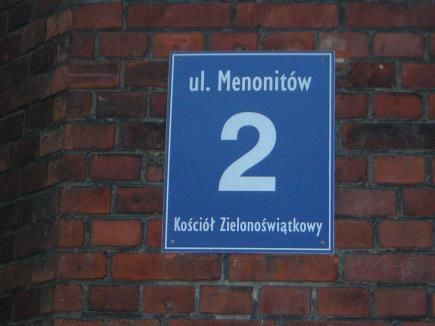 ul. Menonitów
2
Kościół Zielonoświątkowy